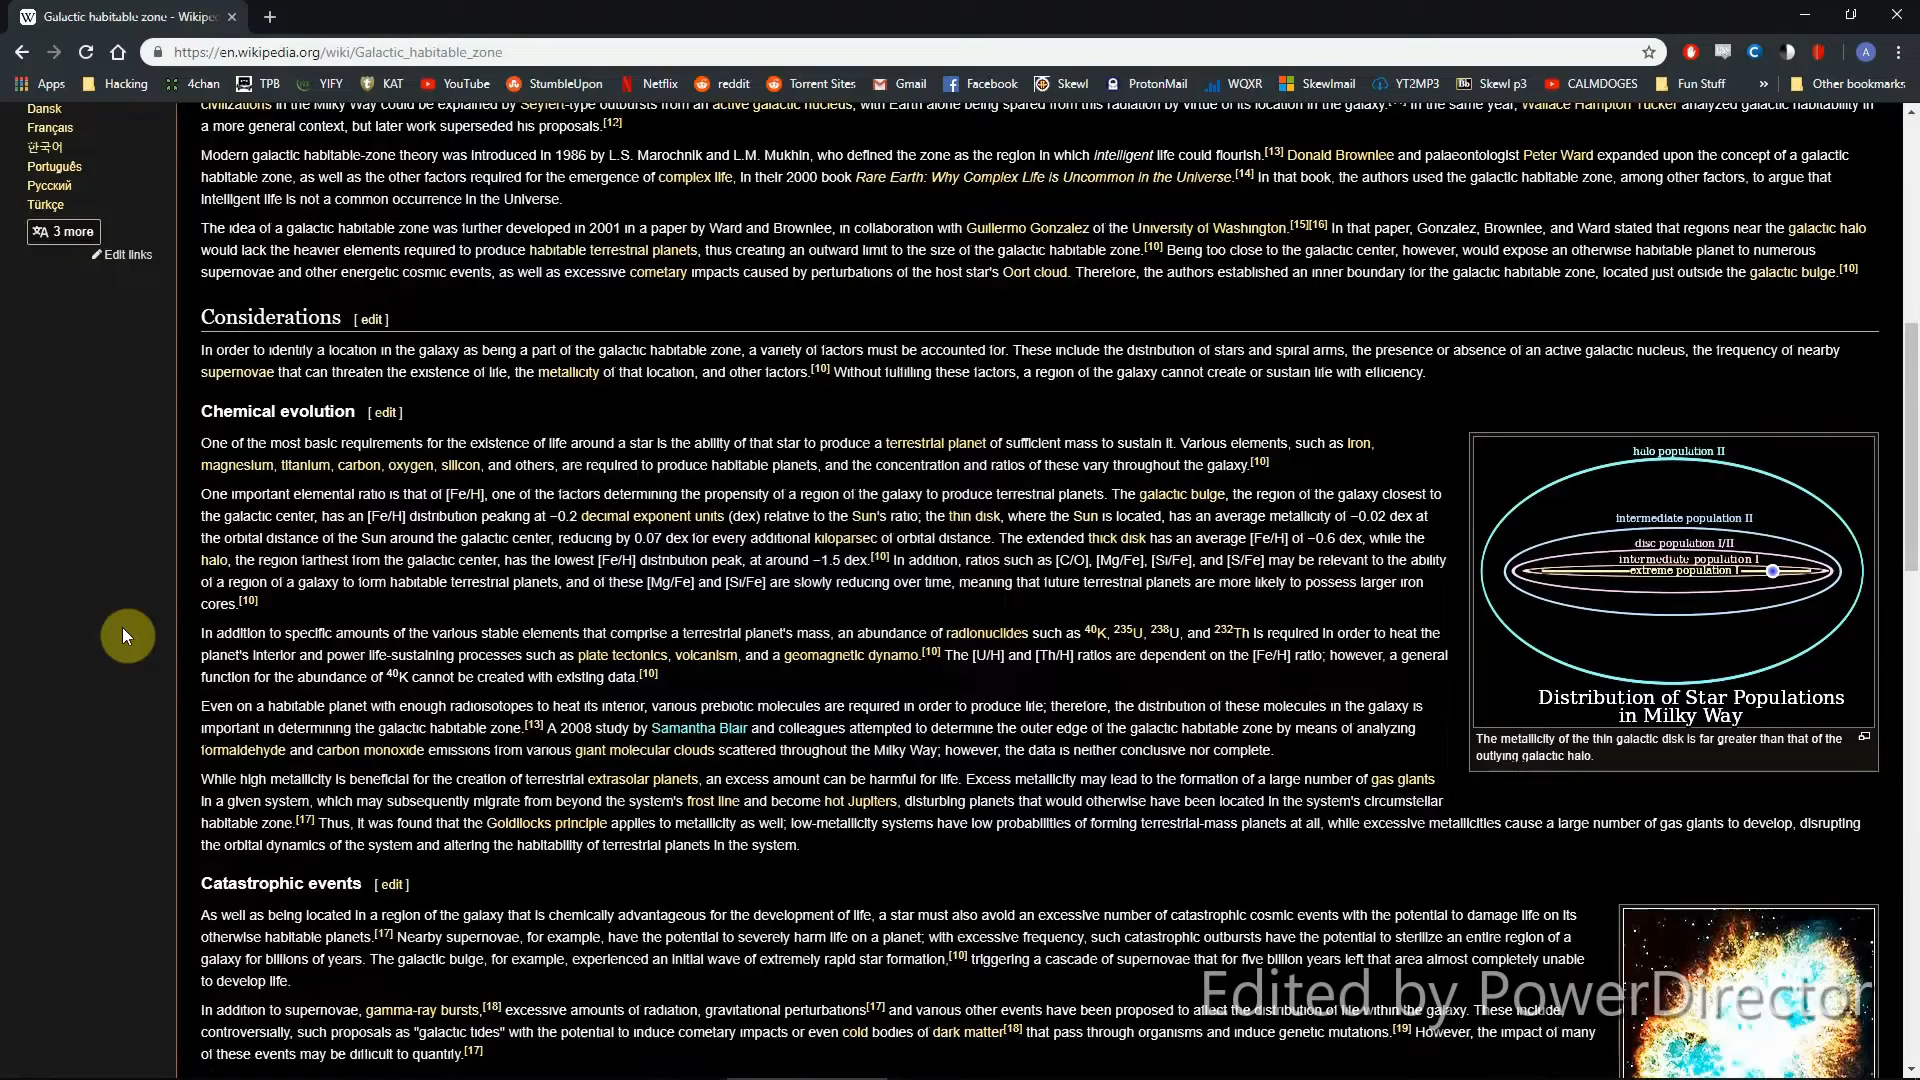 Galactic habitable zone - Wikipe
https://en.wikipedia.org/wiki/Galactic_habitable_zone
Apps Hacking 4chan TPB YIFY KAT YouTube StumbleUpon Netflix reddit Torrent Sites Gmail Facebook Skewl ProtonMail WQXR Skewlmail YT2MP3 Skewl p3 CALMDOGES Fun Stuff » Other bookmarks
Dansk
Français
한국어
Português
Русский
Türkçe
3 more
Edit links
civilizations in the Milky Way could be explained by Seyfert-type outbursts from an active galactic nucleus, with Earth alone being spared from this radiation by virtue of its location in the galaxy. In the same year, Wallace Hampton Tucker analyzed galactic habitability in
a more general context, but later work superseded his proposals.[12]
Modern galactic habitable-zone theory was introduced in 1986 by L.S. Marochnik and L.M. Mukhin, who defined the zone as the region in which intelligent life could flourish.[13] Donald Brownlee and palaeontologist Peter Ward expanded upon the concept of a galactic
habitable zone, as well as the other factors required for the emergence of complex life, in their 2000 book Rare Earth: Why Complex Life is Uncommon in the Universe.[14] In that book, the authors used the galactic habitable zone, among other factors, to argue that
intelligent life is not a common occurrence in the Universe.
The idea of a galactic habitable zone was further developed in 2001 in a paper by Ward and Brownlee, in collaboration with Guillermo Gonzalez of the University of Washington.[15][16] In that paper, Gonzalez, Brownlee, and Ward stated that regions near the galactic halo
would lack the heavier elements required to produce habitable terrestrial planets, thus creating an outward limit to the size of the galactic habitable zone.[10] Being too close to the galactic center, however, would expose an otherwise habitable planet to numerous
supernovae and other energetic cosmic events, as well as excessive cometary impacts caused by perturbations of the host star's Oort cloud. Therefore, the authors established an inner boundary for the galactic habitable zone, located just outside the galactic bulge.[10]
Considerations [ edit ]
In order to identify a location in the galaxy as being a part of the galactic habitable zone, a variety of factors must be accounted for. These include the distribution of stars and spiral arms, the presence or absence of an active galactic nucleus, the frequency of nearby
supernovae that can threaten the existence of life, the metallicity of that location, and other factors.[10] Without fulfilling these factors, a region of the galaxy cannot create or sustain life with efficiency.
Chemical evolution [ edit ]
One of the most basic requirements for the existence of life around a star is the ability of that star to produce a terrestrial planet of sufficient mass to sustain it. Various elements, such as iron,
magnesium, titanium, carbon, oxygen, silicon, and others, are required to produce habitable planets, and the concentration and ratios of these vary throughout the galaxy.[10]
One important elemental ratio is that of [Fe/H], one of the factors determining the propensity of a region of the galaxy to produce terrestrial planets. The galactic bulge, the region of the galaxy closest to
the galactic center, has an [Fe/H] distribution peaking at −0.2 decimal exponent units (dex) relative to the Sun's ratio; the thin disk, where the Sun is located, has an average metallicity of −0.02 dex at
the orbital distance of the Sun around the galactic center, reducing by 0.07 dex for every additional kiloparsec of orbital distance. The extended thick disk has an average [Fe/H] of −0.6 dex, while the
halo, the region farthest from the galactic center, has the lowest [Fe/H] distribution peak, at around −1.5 dex.[10] In addition, ratios such as [C/O], [Mg/Fe], [Si/Fe], and [S/Fe] may be relevant to the ability
of a region of a galaxy to form habitable terrestrial planets, and of these [Mg/Fe] and [Si/Fe] are slowly reducing over time, meaning that future terrestrial planets are more likely to possess larger iron
cores.[10]
In addition to specific amounts of the various stable elements that comprise a terrestrial planet's mass, an abundance of radionuclides such as 40K, 235U, 238U, and 232Th is required in order to heat the
planet's interior and power life-sustaining processes such as plate tectonics, volcanism, and a geomagnetic dynamo.[10] The [U/H] and [Th/H] ratios are dependent on the [Fe/H] ratio; however, a general
function for the abundance of 40K cannot be created with existing data.[10]
Even on a habitable planet with enough radioisotopes to heat its interior, various prebiotic molecules are required in order to produce life; therefore, the distribution of these molecules in the galaxy is
important in determining the galactic habitable zone.[13] A 2008 study by Samantha Blair and colleagues attempted to determine the outer edge of the galactic habitable zone by means of analyzing
formaldehyde and carbon monoxide emissions from various giant molecular clouds scattered throughout the Milky Way; however, the data is neither conclusive nor complete.
While high metallicity is beneficial for the creation of terrestrial extrasolar planets, an excess amount can be harmful for life. Excess metallicity may lead to the formation of a large number of gas giants
in a given system, which may subsequently migrate from beyond the system's frost line and become hot Jupiters, disturbing planets that would otherwise have been located in the system's circumstellar
habitable zone.[17] Thus, it was found that the Goldilocks principle applies to metallicity as well; low-metallicity systems have low probabilities of forming terrestrial-mass planets at all, while excessive metallicities cause a large number of gas giants to develop, disrupting
the orbital dynamics of the system and altering the habitability of terrestrial planets in the system.
halo population II
intermediate population II
disc population I/II
intermediate population I
extreme population I
Distribution of Star Populations
in Milky Way
The metallicity of the thin galactic disk is far greater than that of the
outlying galactic halo.
Catastrophic events [ edit ]
As well as being located in a region of the galaxy that is chemically advantageous for the development of life, a star must also avoid an excessive number of catastrophic cosmic events with the potential to damage life on its
otherwise habitable planets.[17] Nearby supernovae, for example, have the potential to severely harm life on a planet; with excessive frequency, such catastrophic outbursts have the potential to sterilize an entire region of a
galaxy for billions of years. The galactic bulge, for example, experienced an initial wave of extremely rapid star formation,[10] triggering a cascade of supernovae that for five billion years left that area almost completely unable
to develop life.
In addition to supernovae, gamma-ray bursts,[18] excessive amounts of radiation, gravitational perturbations[17] and various other events have been proposed to affect the distribution of life within the galaxy. These include,
controversially, such proposals as "galactic tides" with the potential to induce cometary impacts or even cold bodies of dark matter[18] that pass through organisms and induce genetic mutations.[19] However, the impact of many
of these events may be difficult to quantify.[17]
Edited by PowerDirector